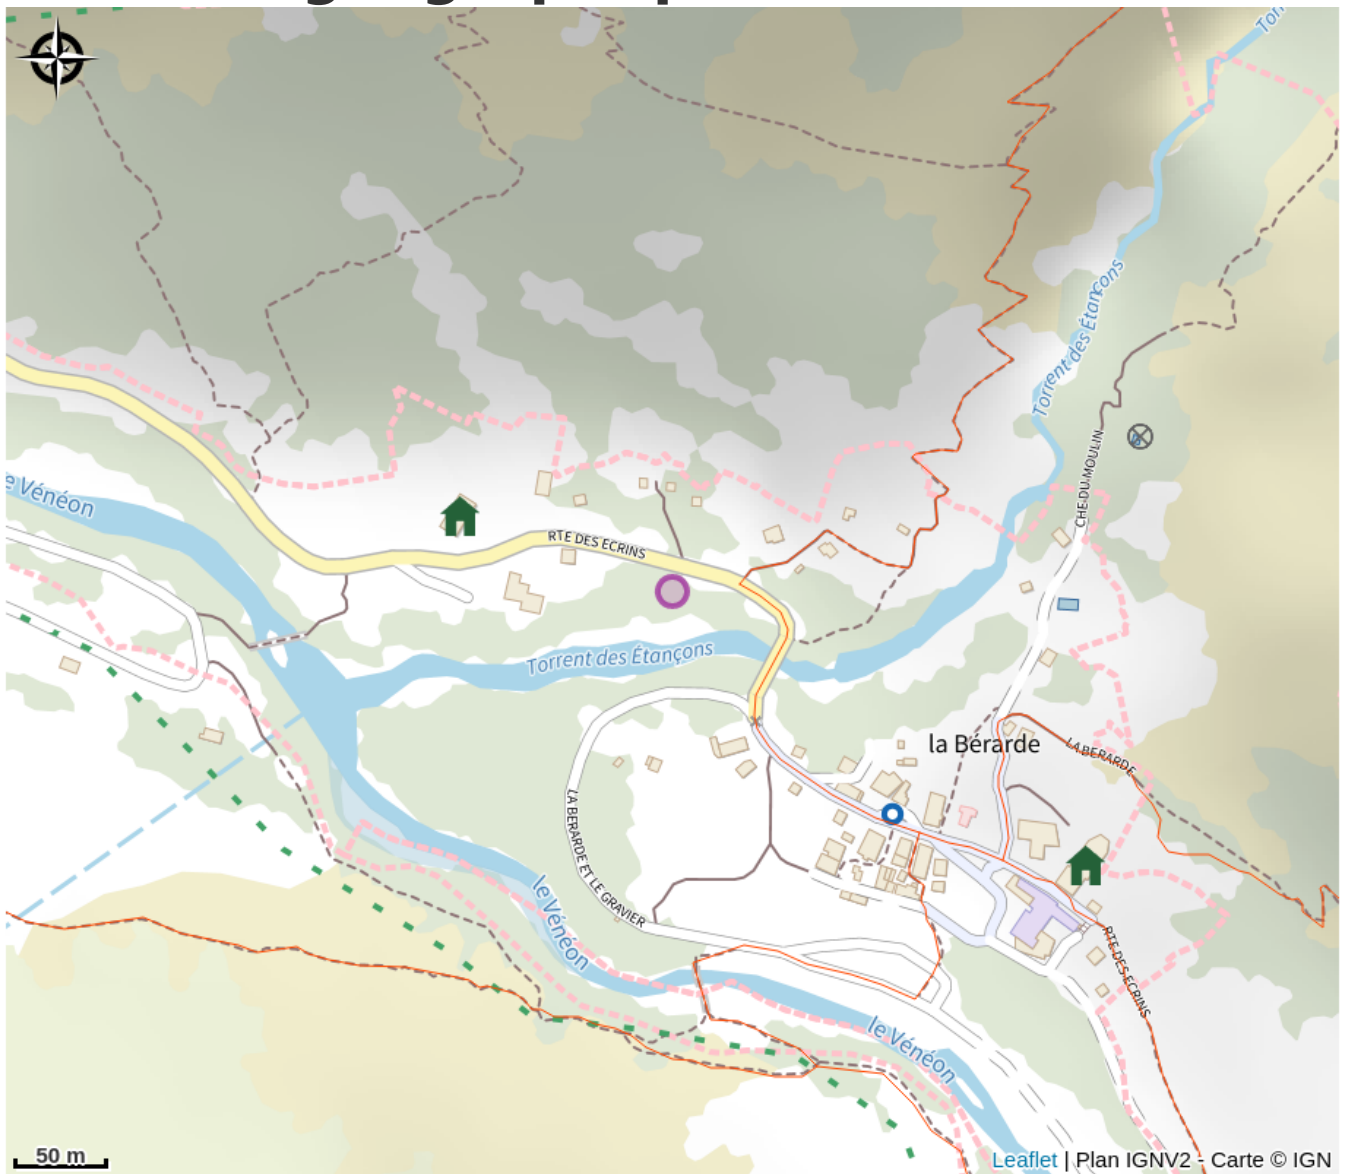 Torr
Torrent des Étançons
CHE DU MOULIN
e Vénéon
RTE DES ECRINS
Torrent des Étançons
la Bérarde
LA BERARDE
LA BERARDE ET LE GRAVIER
le Vénéon
RTE DES ECRINS
le Vénéon
50 m
Leaflet | Plan IGNV2 - Carte © IGN